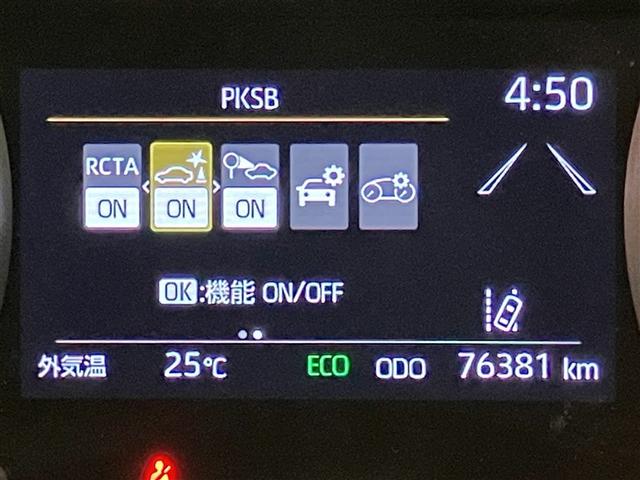 PKSB
4:50
RCTA
ON ON ON
OK:機能 ON/OFF
外気温 25℃ ECO ODO 76381 km